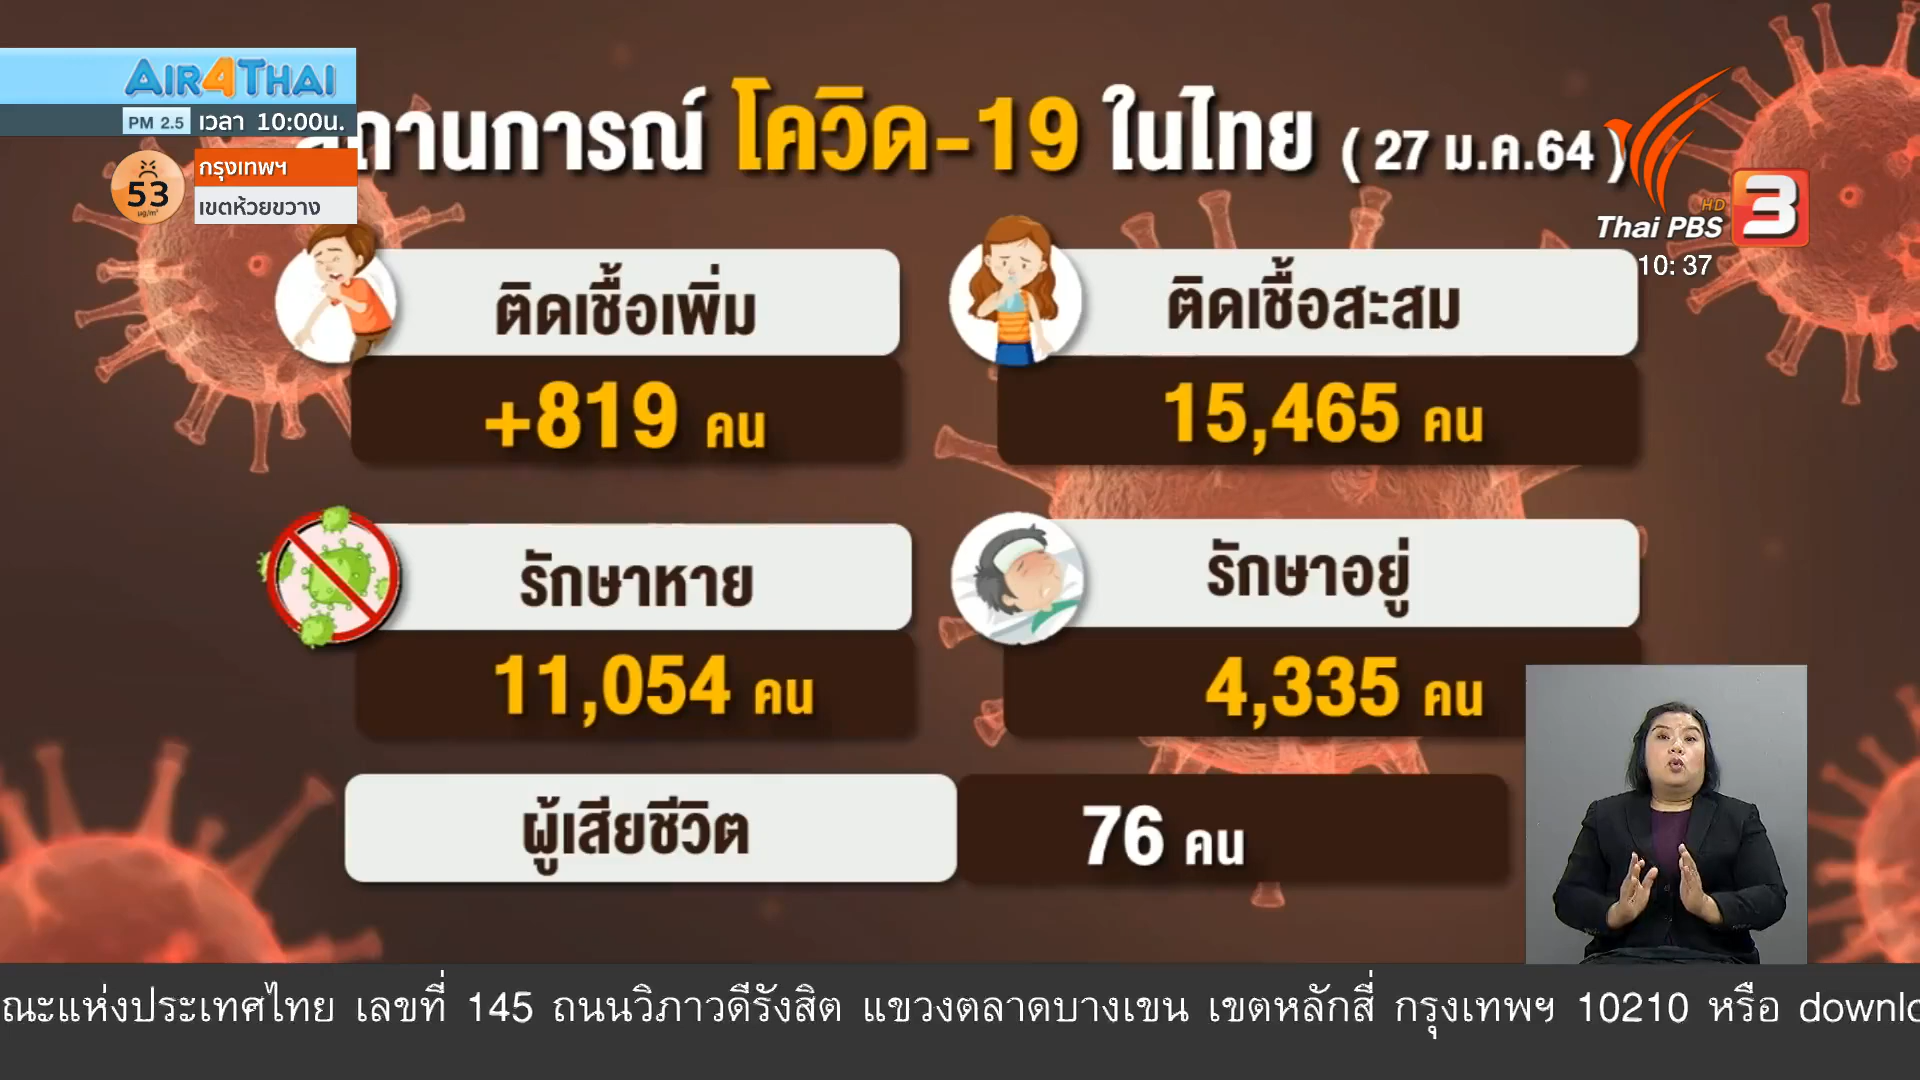 AIR4THAI
PM 2.5 เวลา 10:00น.
53
µg/m³
กรุงเทพฯ
เขตห้วยขวาง
สถานการณ์ โควิด-19 ในไทย ( 27 ม.ค.64 )
Thai PBS HD 3
10:37
ติดเชื้อเพิ่ม
+819 คน
ติดเชื้อสะสม
15,465 คน
รักษาหาย
11,054 คน
รักษาอยู่
4,335 คน
ผู้เสียชีวิต
76 คน
ณะแห่งประเทศไทย เลขที่ 145 ถนนวิภาวดีรังสิต แขวงตลาดบางเขน เขตหลักสี่ กรุงเทพฯ 10210 หรือ downlo